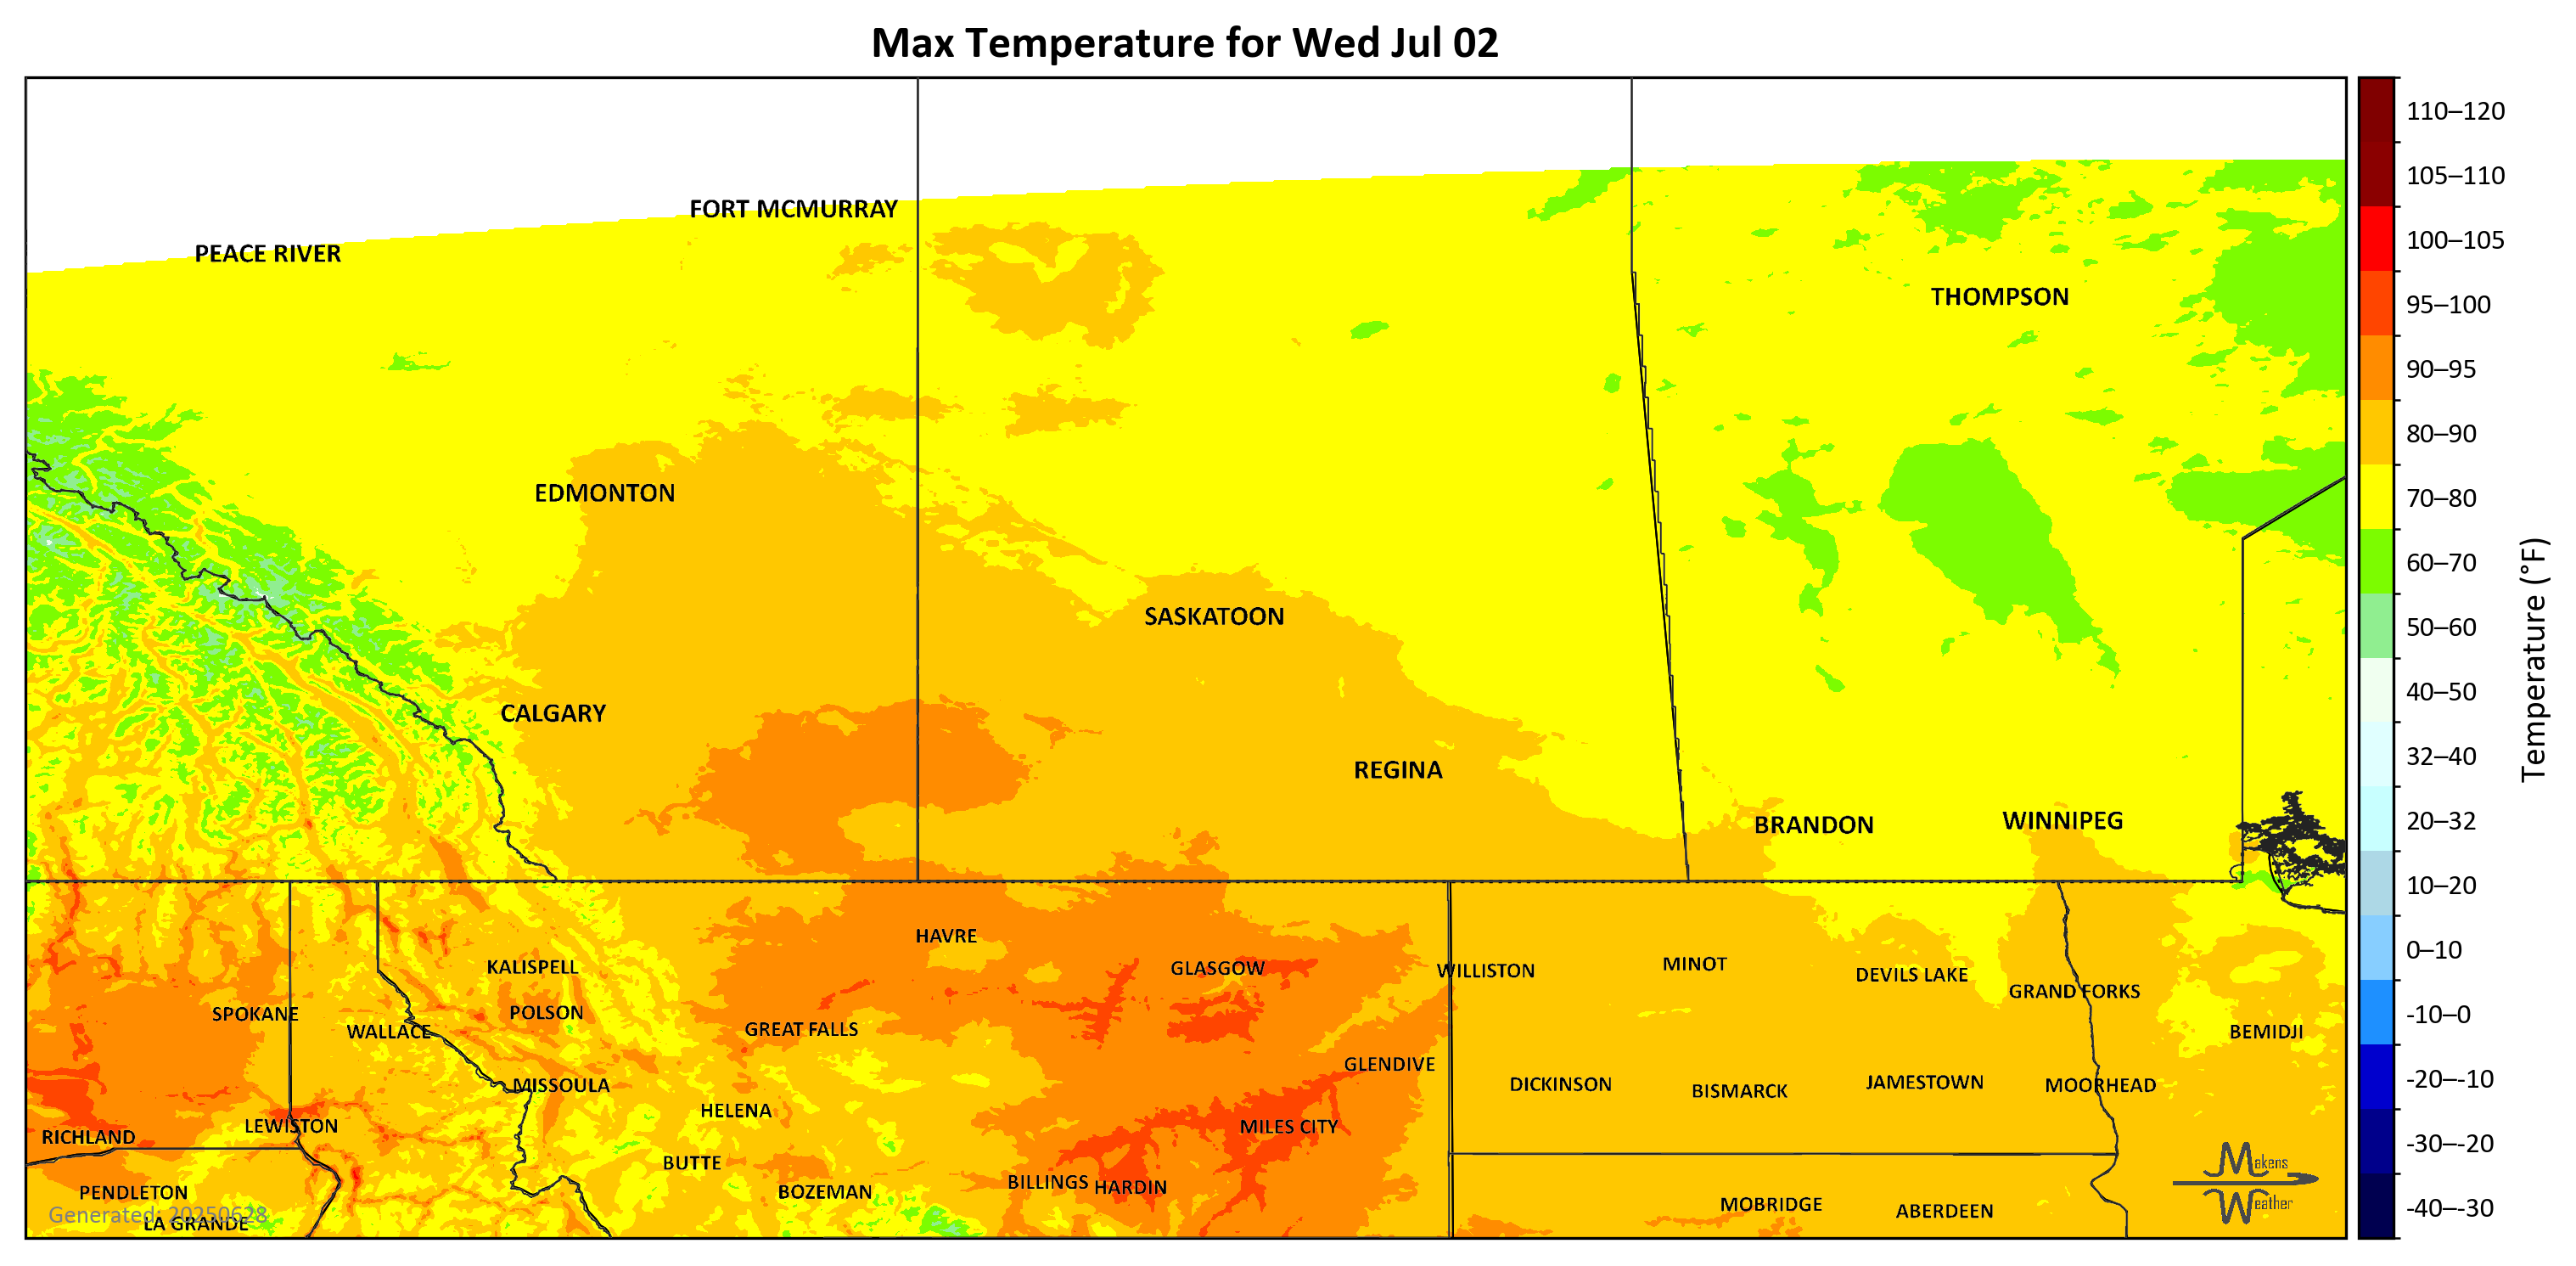 Max Temperature for Wed Jul 02
FORT MCMURRAY
PEACE RIVER
THOMPSON
EDMONTON
SASKATOON
CALGARY
REGINA
BRANDON
WINNIPEG
HAVRE
KALISPELL
GLASGOW
WILLISTON
MINOT
DEVILS LAKE
GRAND FORKS
SPOKANE
POLSON
WALLACE
GREAT FALLS
BEMIDJI
GLENDIVE
MISSOULA
DICKINSON
BISMARCK
JAMESTOWN
MOORHEAD
HELENA
LEWISTON
MILES CITY
RICHLAND
BUTTE
BILLINGS
HARDIN
PENDLETON
BOZEMAN
MOBRIDGE
ABERDEEN
LA GRANDE
Generated: 20250628
Makens
Weather
110–120
105–110
100–105
95–100
90–95
80–90
70–80
60–70
50–60
40–50
32–40
20–32
10–20
0–10
-10–0
-20–-10
-30–-20
-40–-30
Temperature (°F)